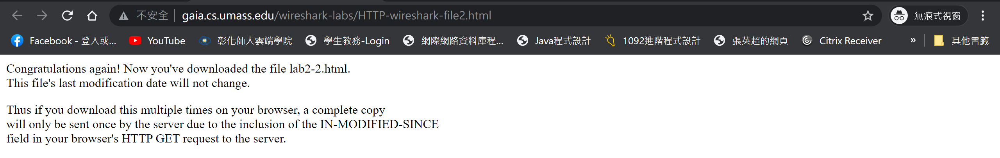 不安全 gaia.cs.umass.edu/wireshark-labs/HTTP-wireshark-file2.html 無痕式視窗
Facebook - 登入或... YouTube 彰化師大雲端學院 學生教務-Login 網際網路資料庫程... Java程式設計 1092進階程式設計 張英超的網頁 Citrix Receiver » 其他書籤
Congratulations again! Now you've downloaded the file lab2-2.html.
This file's last modification date will not change.
Thus if you download this multiple times on your browser, a complete copy
will only be sent once by the server due to the inclusion of the IN-MODIFIED-SINCE
field in your browser's HTTP GET request to the server.